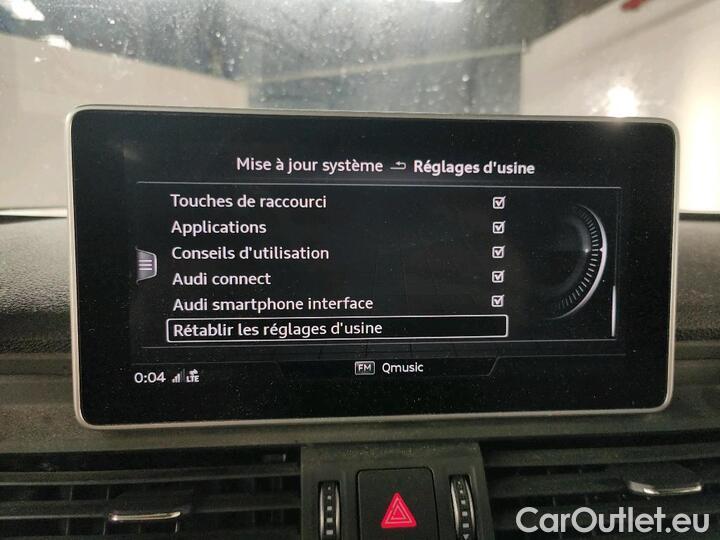 Mise à jour système Réglages d'usine
Touches de raccourci
Applications
Conseils d'utilisation
Audi connect
Audi smartphone interface
Rétablir les réglages d'usine
FM Qmusic
0:04 LTE
CarOutlet.eu